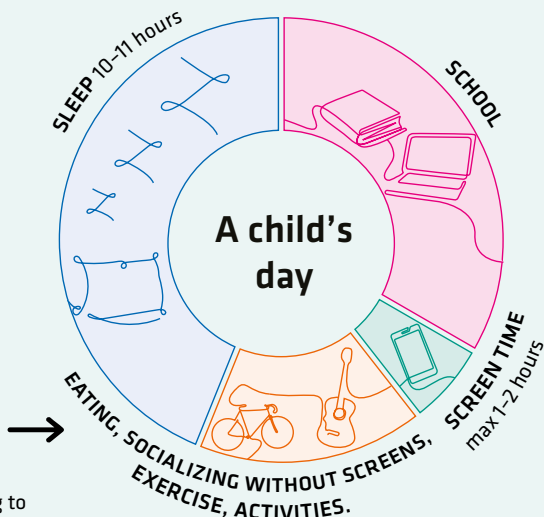 SLEEP 10–11 hours
SCHOOL
A child's
day
SCREEN TIME
max 1–2 hours
EATING, SOCIALIZING WITHOUT SCREENS,
EXERCISE, ACTIVITIES.
g to